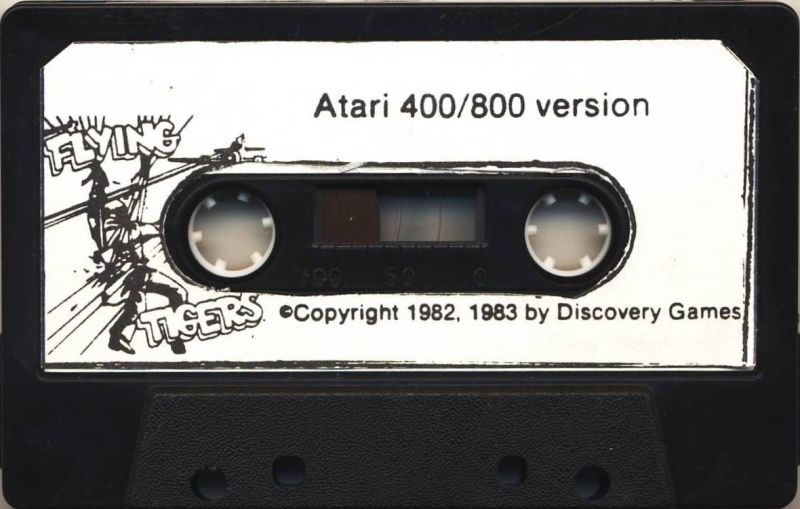 Atari 400/800 version
FLYING
TIGERS
©Copyright 1982, 1983 by Discovery Games
100 50 0